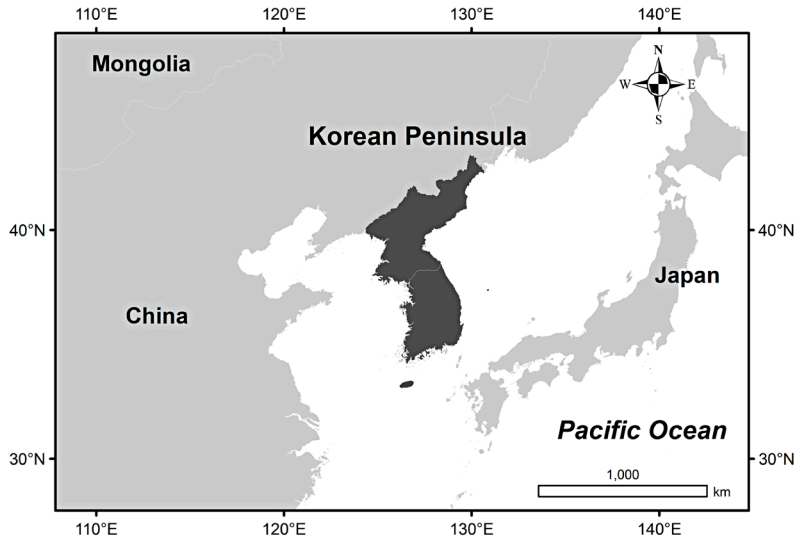 110°E 120°E 130°E 140°E
Mongolia
N
W E
S
Korean Peninsula
40°N 40°N
Japan
China
Pacific Ocean
30°N 30°N
1,000
km
110°E 120°E 130°E 140°E